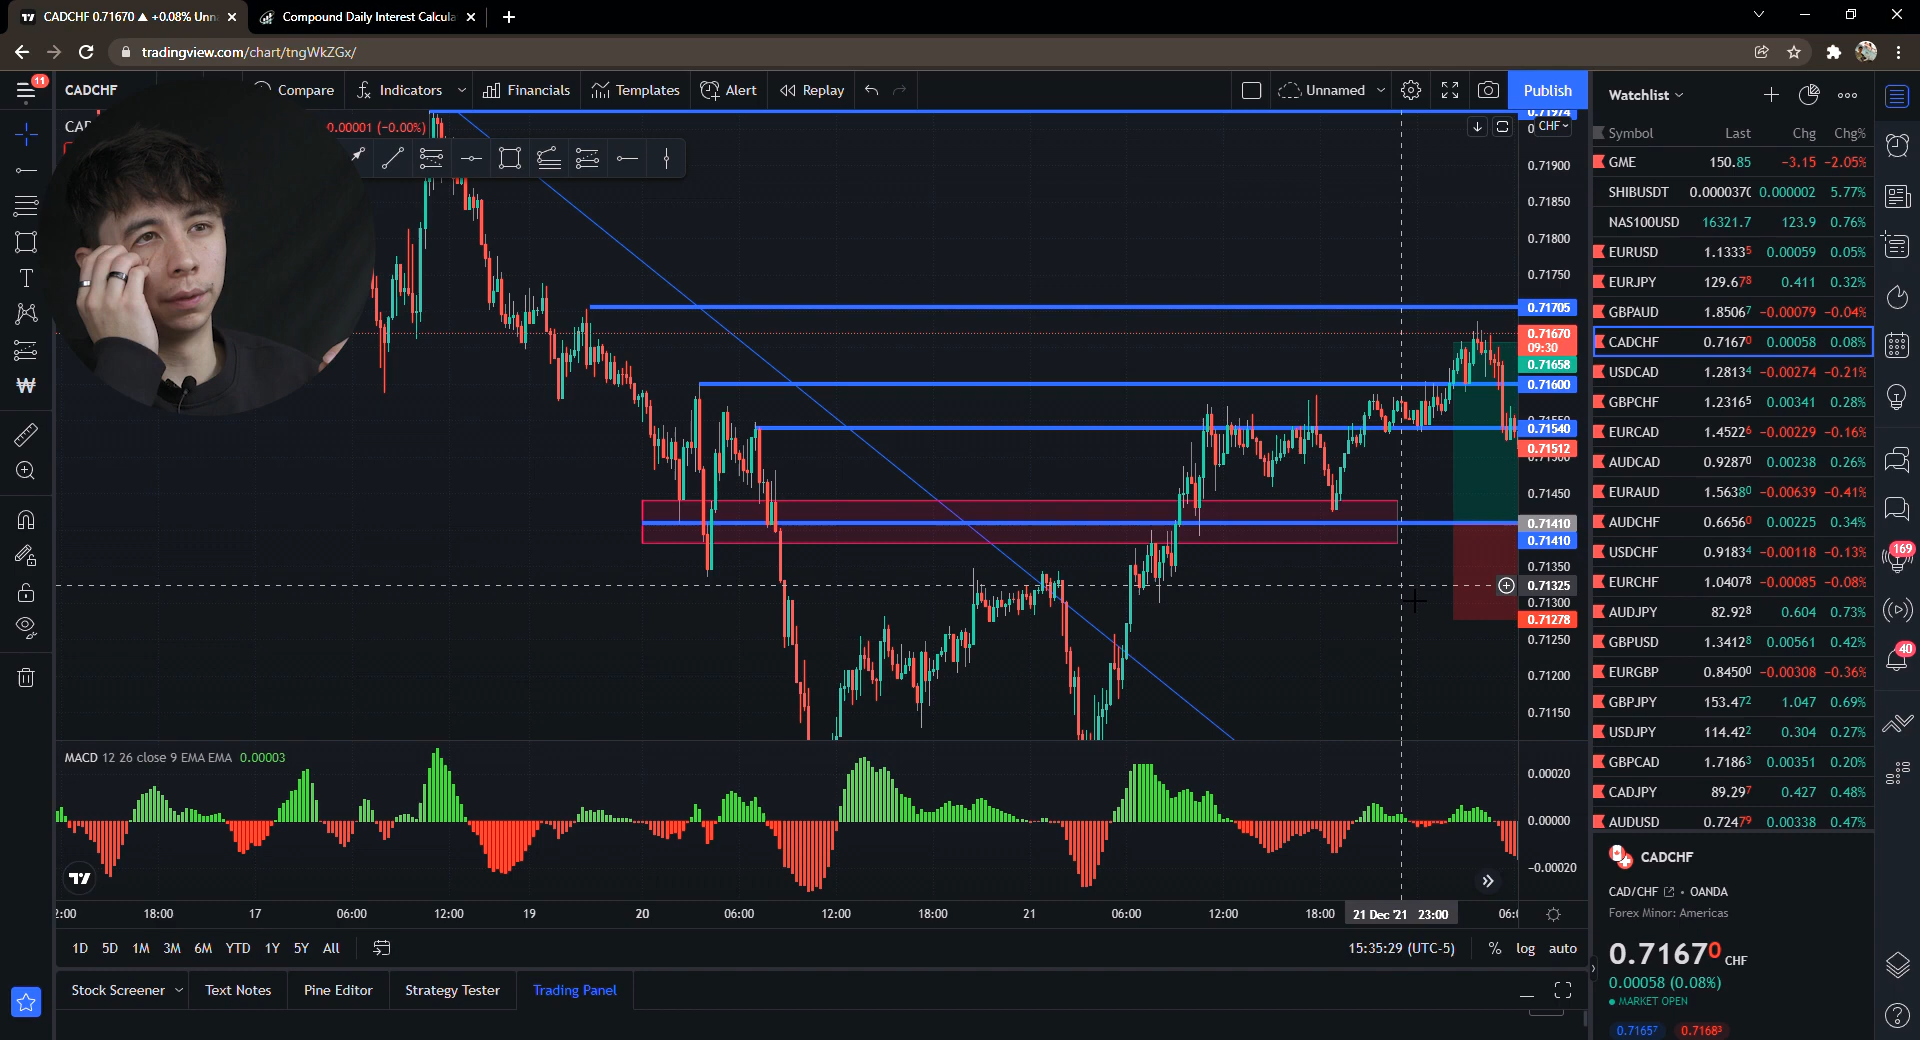 CADCHF 0.71670 ▲ +0.08% Unn
Compound Daily Interest Calcula
tradingview.com/chart/tngWkZGx/
11
CADCHF
Compare
Indicators
Financials
Templates
Alert
Replay
Unnamed
Publish
0.00001 (−0.00%)
CHF
0.71974
0.71900
0.71850
0.71800
0.71750
0.71705
0.71670
09:30
0.71658
0.71600
0.71550
0.71540
0.71512
0.71500
0.71450
0.71410
0.71410
0.71350
0.71325
0.71300
0.71278
0.71250
0.71200
0.71150
MACD 12 26 close 9 EMA EMA 0.00003
0.00020
0.00000
−0.00020
2:00 18:00 17 06:00 12:00 19 20 06:00 12:00 18:00 21 06:00 12:00 18:00 21 Dec '21 23:00 06:
1D 5D 1M 3M 6M YTD 1Y 5Y All
15:35:29 (UTC-5) % log auto
Stock Screener Text Notes Pine Editor Strategy Tester Trading Panel
Watchlist
Symbol Last Chg Chg%
GME 150.85 −3.15 −2.05%
SHIBUSDT 0.0000370 0.000002 5.77%
NAS100USD 16321.7 123.9 0.76%
EURUSD 1.13335 0.00059 0.05%
EURJPY 129.678 0.411 0.32%
GBPAUD 1.85067 −0.00079 −0.04%
CADCHF 0.71670 0.00058 0.08%
USDCAD 1.28134 −0.00274 −0.21%
GBPCHF 1.23165 0.00341 0.28%
EURCAD 1.45226 −0.00229 −0.16%
AUDCAD 0.92870 0.00238 0.26%
EURAUD 1.56380 −0.00639 −0.41%
AUDCHF 0.66560 0.00225 0.34%
USDCHF 0.91834 −0.00118 −0.13%
EURCHF 1.04078 −0.00085 −0.08%
AUDJPY 82.928 0.604 0.73%
GBPUSD 1.34128 0.00561 0.42%
EURGBP 0.84500 −0.00308 −0.36%
GBPJPY 153.472 1.047 0.69%
USDJPY 114.422 0.304 0.27%
GBPCAD 1.71863 0.00351 0.20%
CADJPY 89.297 0.427 0.48%
AUDUSD 0.72479 0.00338 0.47%
CADCHF
CAD/CHF • OANDA
Forex Minor: Americas
0.71670 CHF
0.00058 (0.08%)
MARKET OPEN
0.71657 0.71683
169
40